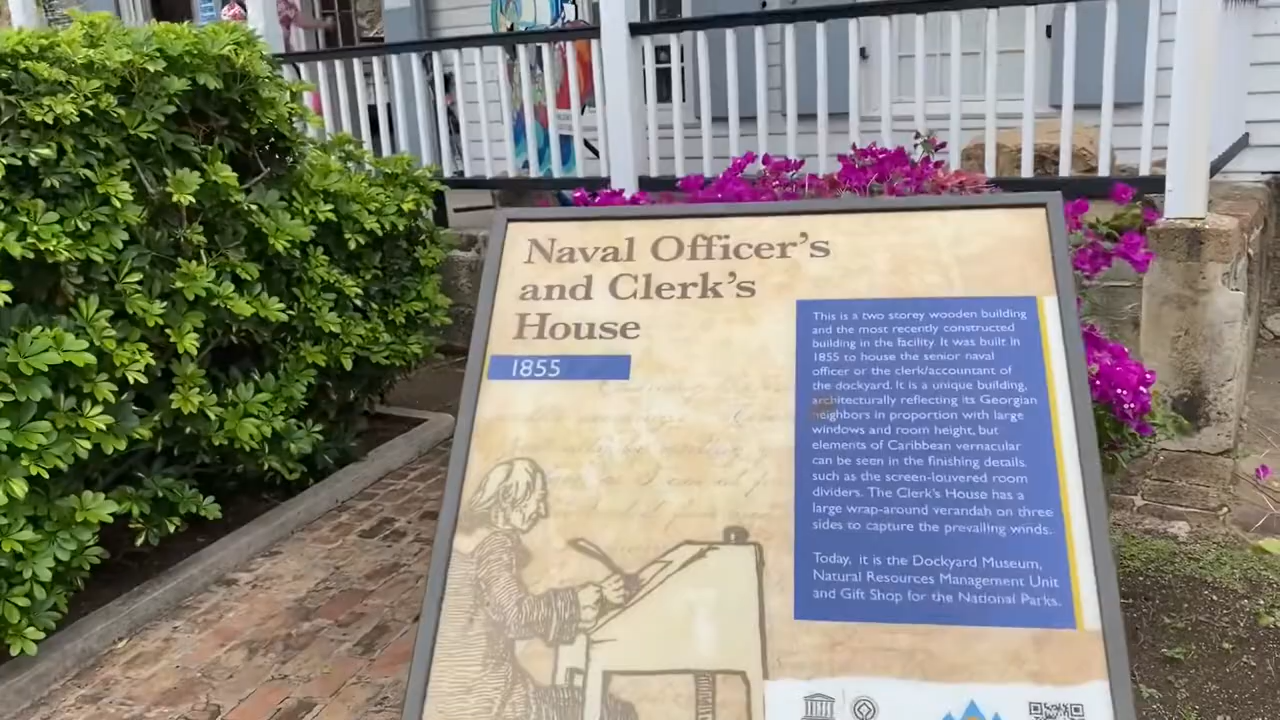 Naval Officer's
and Clerk's
House
1855
This is a two storey wooden building
and the most recently constructed
building in the facility. It was built in
1855 to house the senior naval
officer or the clerk/accountant of
the dockyard. It is a unique building,
architecturally reflecting its Georgian
neighbors in proportion with large
windows and room height, but
elements of Caribbean vernacular
can be seen in the finishing details,
such as the screen-louvered room
dividers. The Clerk's House has a
large wrap-around verandah on three
sides to capture the prevailing winds.
Today, it is the Dockyard Museum,
Natural Resources Management Unit
and Gift Shop for the National Parks.